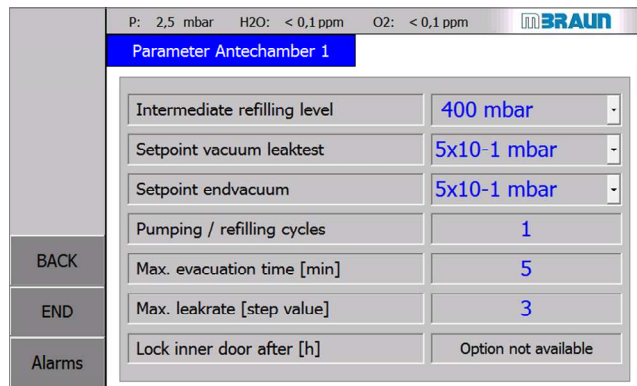 P: 2,5 mbar H2O: < 0,1 ppm O2: < 0,1 ppm MBRAUN
Parameter Antechamber 1
Intermediate refilling level 400 mbar
Setpoint vacuum leaktest 5x10-1 mbar
Setpoint endvacuum 5x10-1 mbar
Pumping / refilling cycles 1
BACK
Max. evacuation time [min] 5
END
Max. leakrate [step value] 3
Lock inner door after [h] Option not available
Alarms